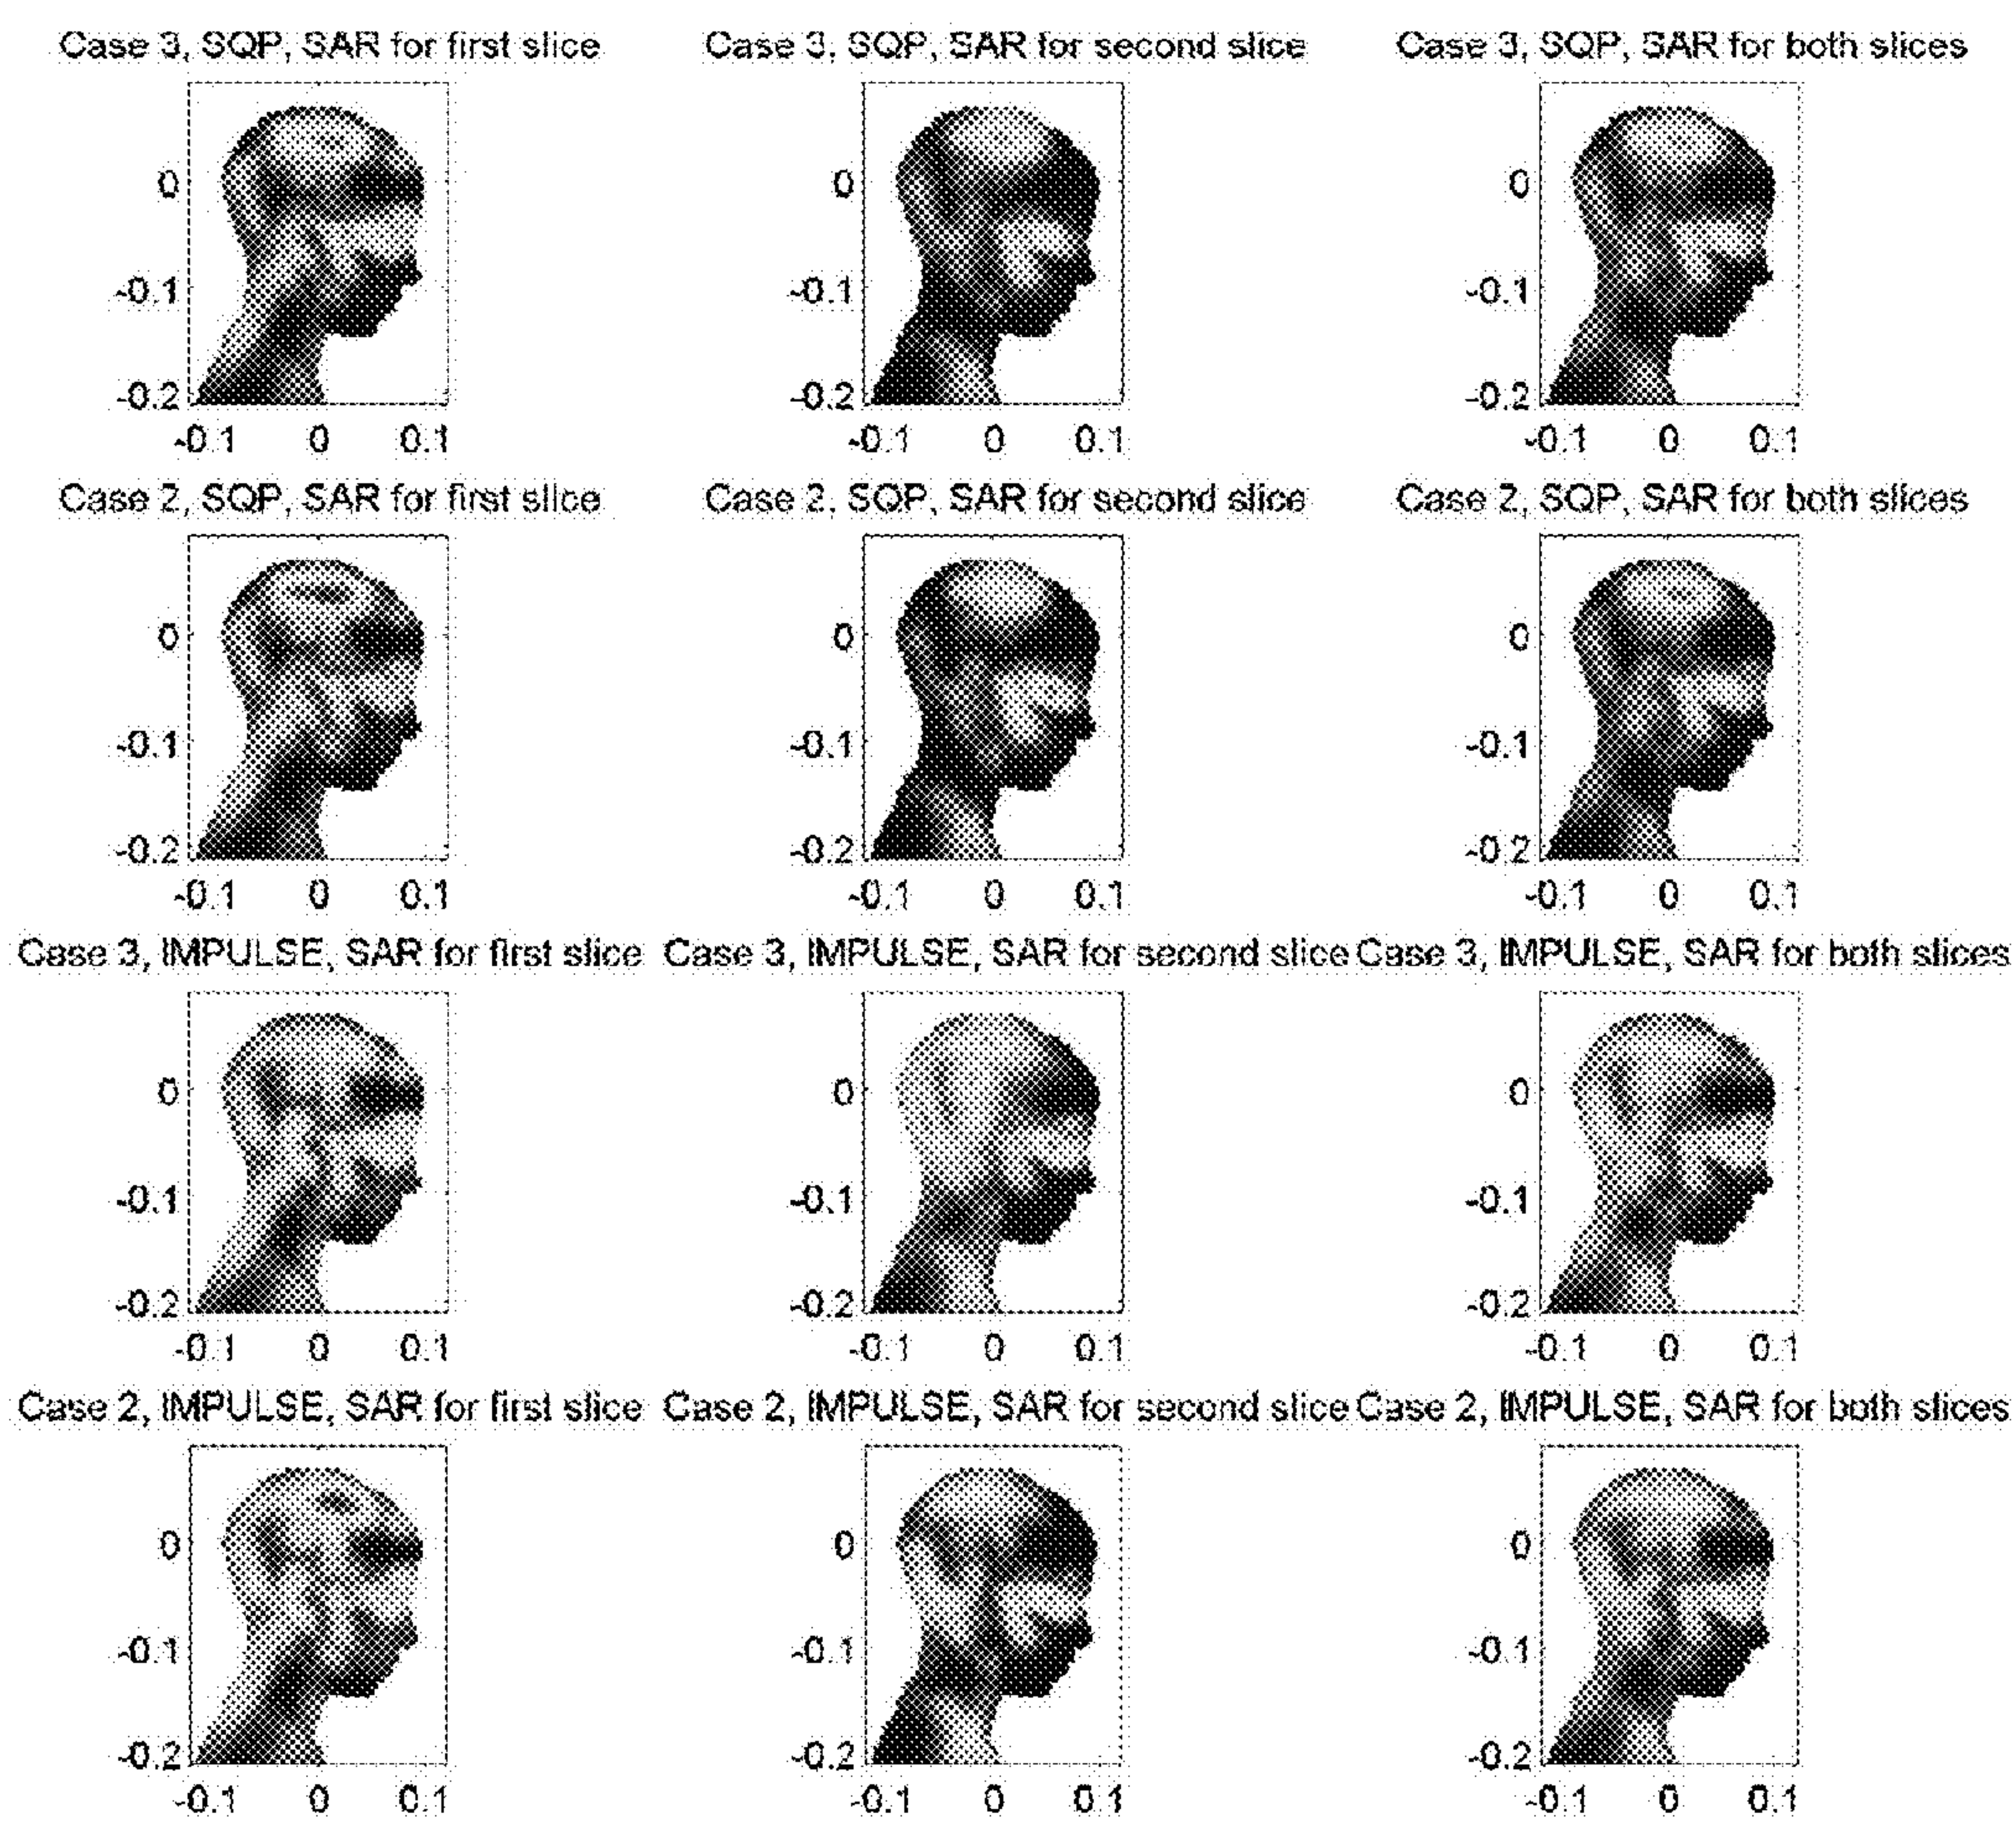 Case 3, SQP, SAR for first slice Case 3, SQP, SAR for second slice Case 3, SQP, SAR for both slices
0 0 0
-0.1 -0.1 -0.1
-0.2 -0.2 -0.2
-0.1 0 0.1 -0.1 0 0.1 -0.1 0 0.1
Case 2, SQP, SAR for first slice Case 2, SQP, SAR for second slice Case 2, SQP, SAR for both slices
0 0 0
-0.1 -0.1 -0.1
-0.2 -0.2 -0.2
-0.1 0 0.1 -0.1 0 0.1 -0.1 0 0.1
Case 3, IMPULSE, SAR for first slice Case 3, IMPULSE, SAR for second slice Case 3, IMPULSE, SAR for both slices
0 0 0
-0.1 -0.1 -0.1
-0.2 -0.2 -0.2
-0.1 0 0.1 -0.1 0 0.1 -0.1 0 0.1
Case 2, IMPULSE, SAR for first slice Case 2, IMPULSE, SAR for second slice Case 2, IMPULSE, SAR for both slices
0 0 0
-0.1 -0.1 -0.1
-0.2 -0.2 -0.2
-0.1 0 0.1 -0.1 0 0.1 -0.1 0 0.1